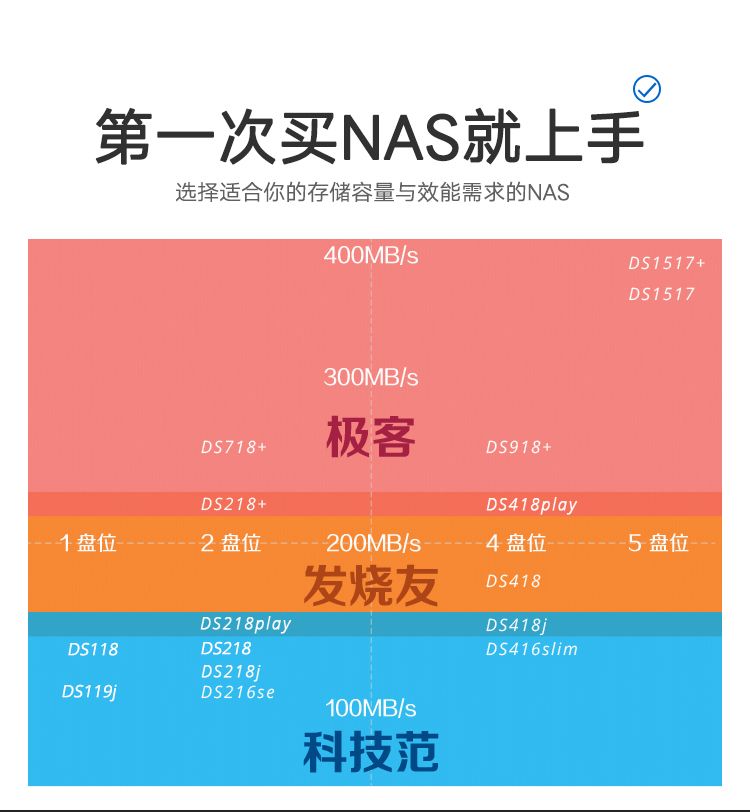 第一次买NAS就上手
选择适合你的存储容量与效能需求的NAS
400MB/s
DS1517+
DS1517
300MB/s
极客
DS718+
DS918+
DS218+
DS418play
1 盘位
2 盘位
200MB/s
4 盘位
5 盘位
发烧友
DS418
DS218play
DS418j
DS118
DS218
DS416slim
DS218j
DS119j
DS216se
100MB/s
科技范